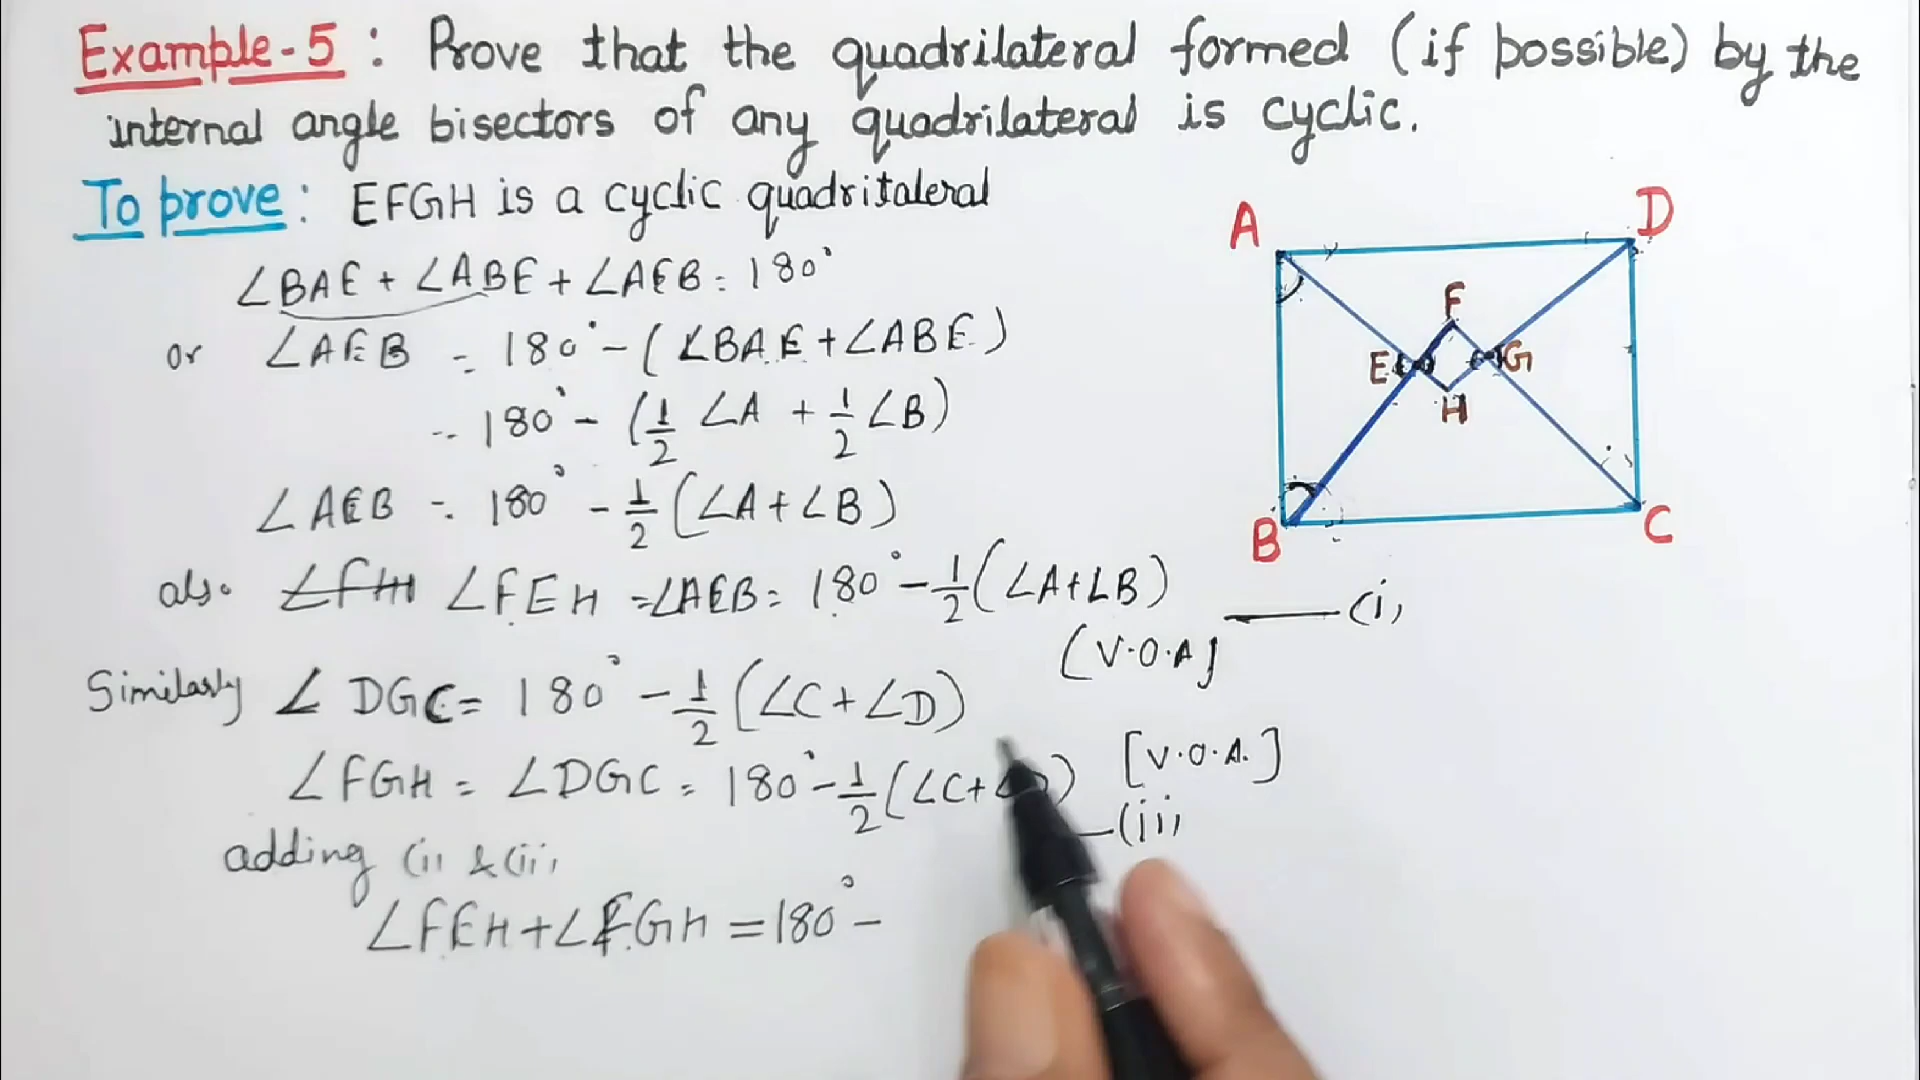 Example-5 : Prove that the quadrilateral formed (if possible) by the
internal angle bisectors of any quadrilateral is cyclic.
To prove : EFGH is a cyclic quadritaleral
∠BAE + ∠ABE + ∠AEB = 180°
or ∠AEB = 180° - (∠BAE + ∠ABE)
= 180° - (1/2 ∠A + 1/2 ∠B)
∠AEB = 180° - 1/2 (∠A + ∠B)
also ∠FEH = ∠AEB = 180° - 1/2 (∠A + ∠B) —(i)
(V.O.A]
Similarly ∠DGC = 180° - 1/2 (∠C + ∠D)
∠FGH = ∠DGC = 180° - 1/2 (∠C + ) [V.O.A.]
—(ii)
adding (i) & (ii)
∠FEH + ∠FGH = 180° -
A
D
F
E
G
H
B
C